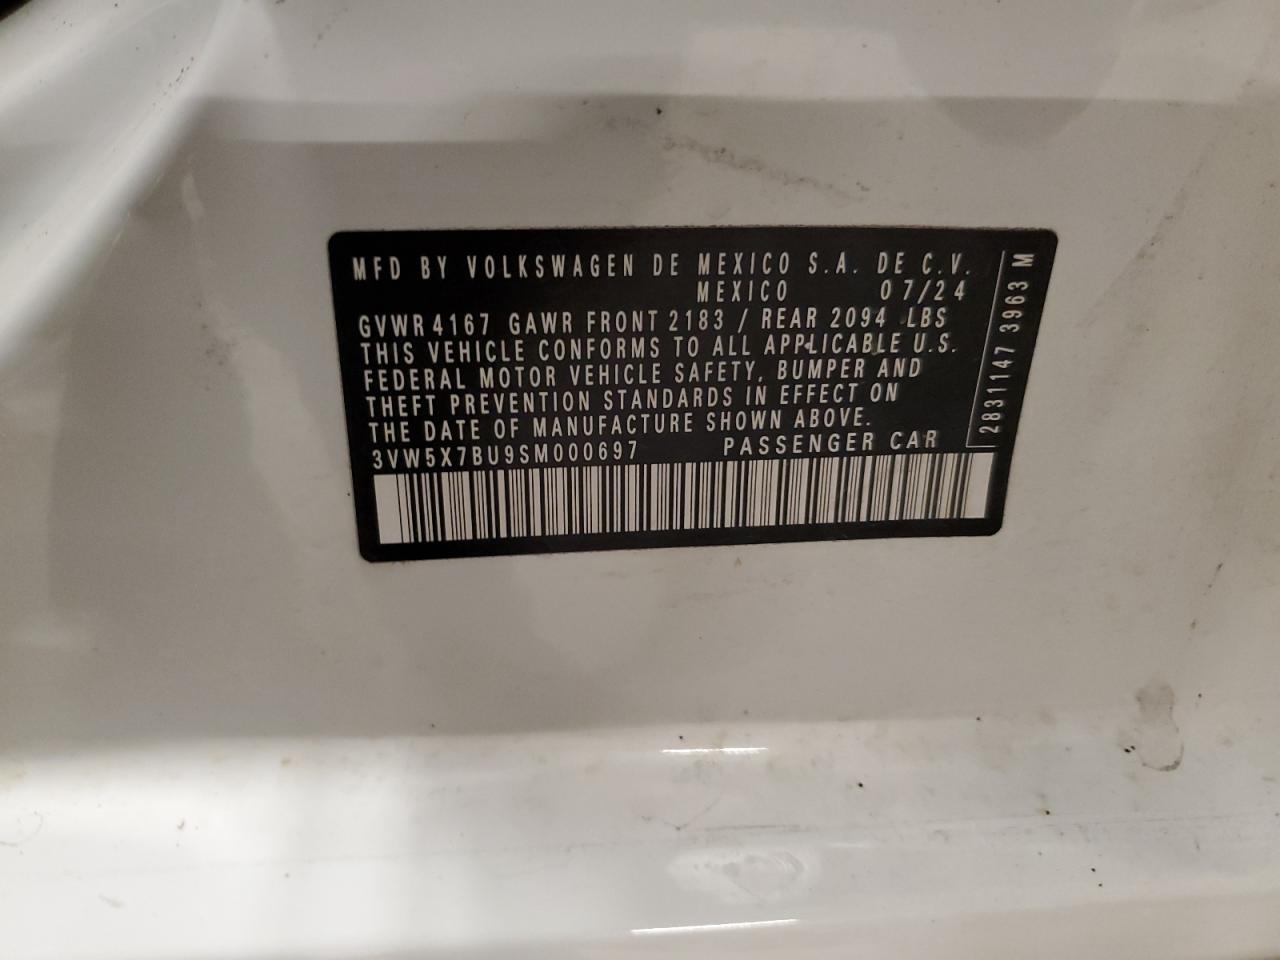 MFD BY VOLKSWAGEN DE MEXICO S.A. DE C.V.
MEXICO 07/24
GVWR 4167 GAWR FRONT 2183 / REAR 2094 LBS
THIS VEHICLE CONFORMS TO ALL APPLICABLE U.S.
FEDERAL MOTOR VEHICLE SAFETY, BUMPER AND
THEFT PREVENTION STANDARDS IN EFFECT ON
THE DATE OF MANUFACTURE SHOWN ABOVE.
3VW5X7BU9SM000697 PASSENGER CAR
2831147 3963 M